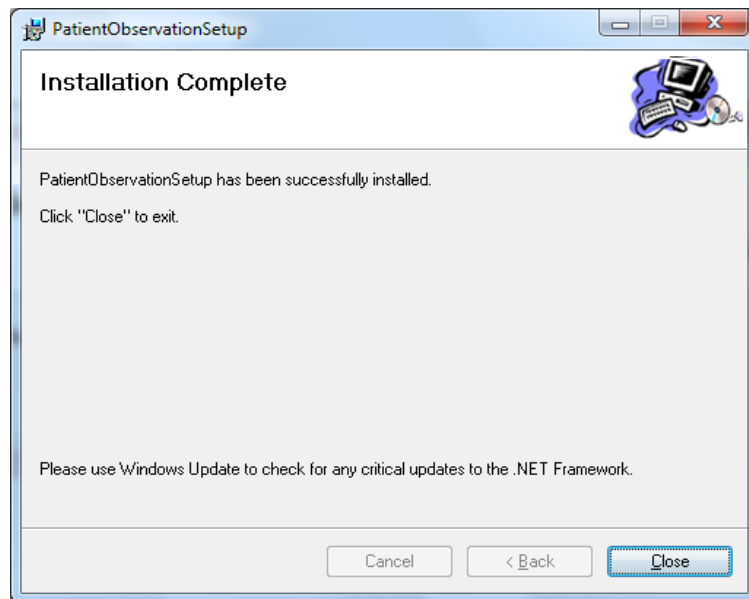 PatientObservationSetup
Installation Complete
PatientObservationSetup has been successfully installed.
Click "Close" to exit.
Please use Windows Update to check for any critical updates to the .NET Framework.
Cancel
< Back
Close